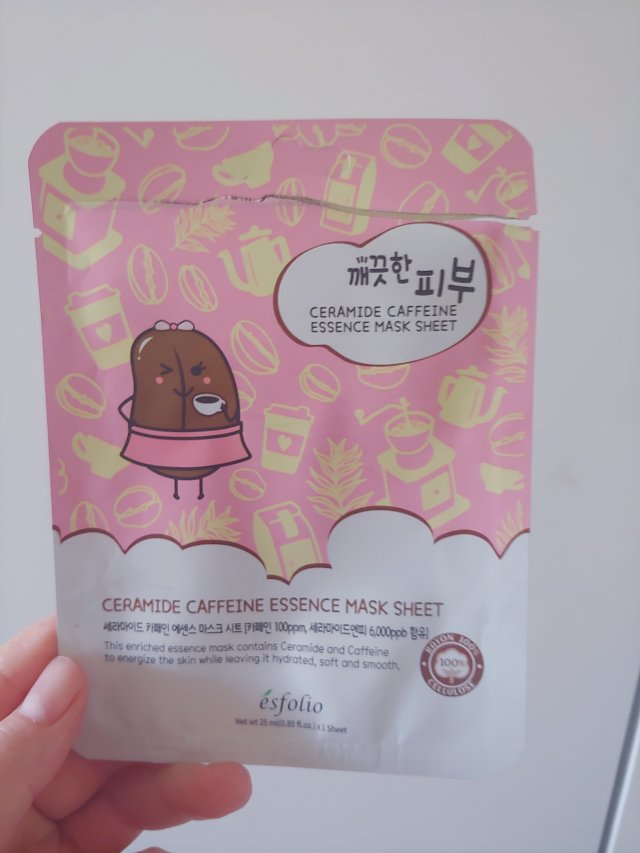 깨끗한 피부
CERAMIDE CAFFEINE
ESSENCE MASK SHEET
CERAMIDE CAFFEINE ESSENCE MASK SHEET
세라마이드 카페인 에센스 마스크 시트 [카페인 100ppm, 세라마이드엔피 6,000ppb 함유]
This enriched essence mask contains Ceramide and Caffeine
to energize the skin while leaving it hydrated, soft and smooth.
100%
CELLULOSE
ésfolio
Net wt 25 ml(0.85 fl.oz.) x 1 Sheet